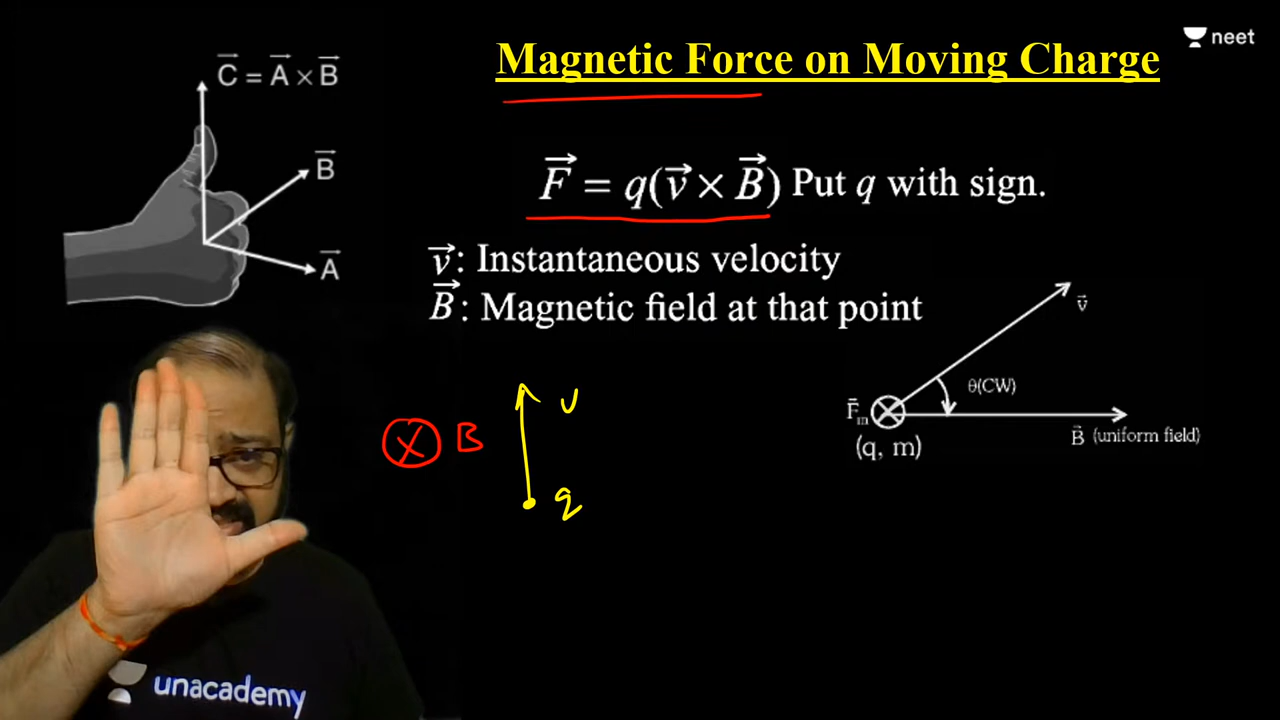 neet
Magnetic Force on Moving Charge
C⃗ = A⃗ × B⃗
B⃗
A⃗
F⃗ = q(v⃗ × B⃗) Put q with sign.
v⃗: Instantaneous velocity
B⃗: Magnetic field at that point
v⃗
θ(CW)
F⃗m
(q, m)
B⃗ (uniform field)
B
v
q
unacademy